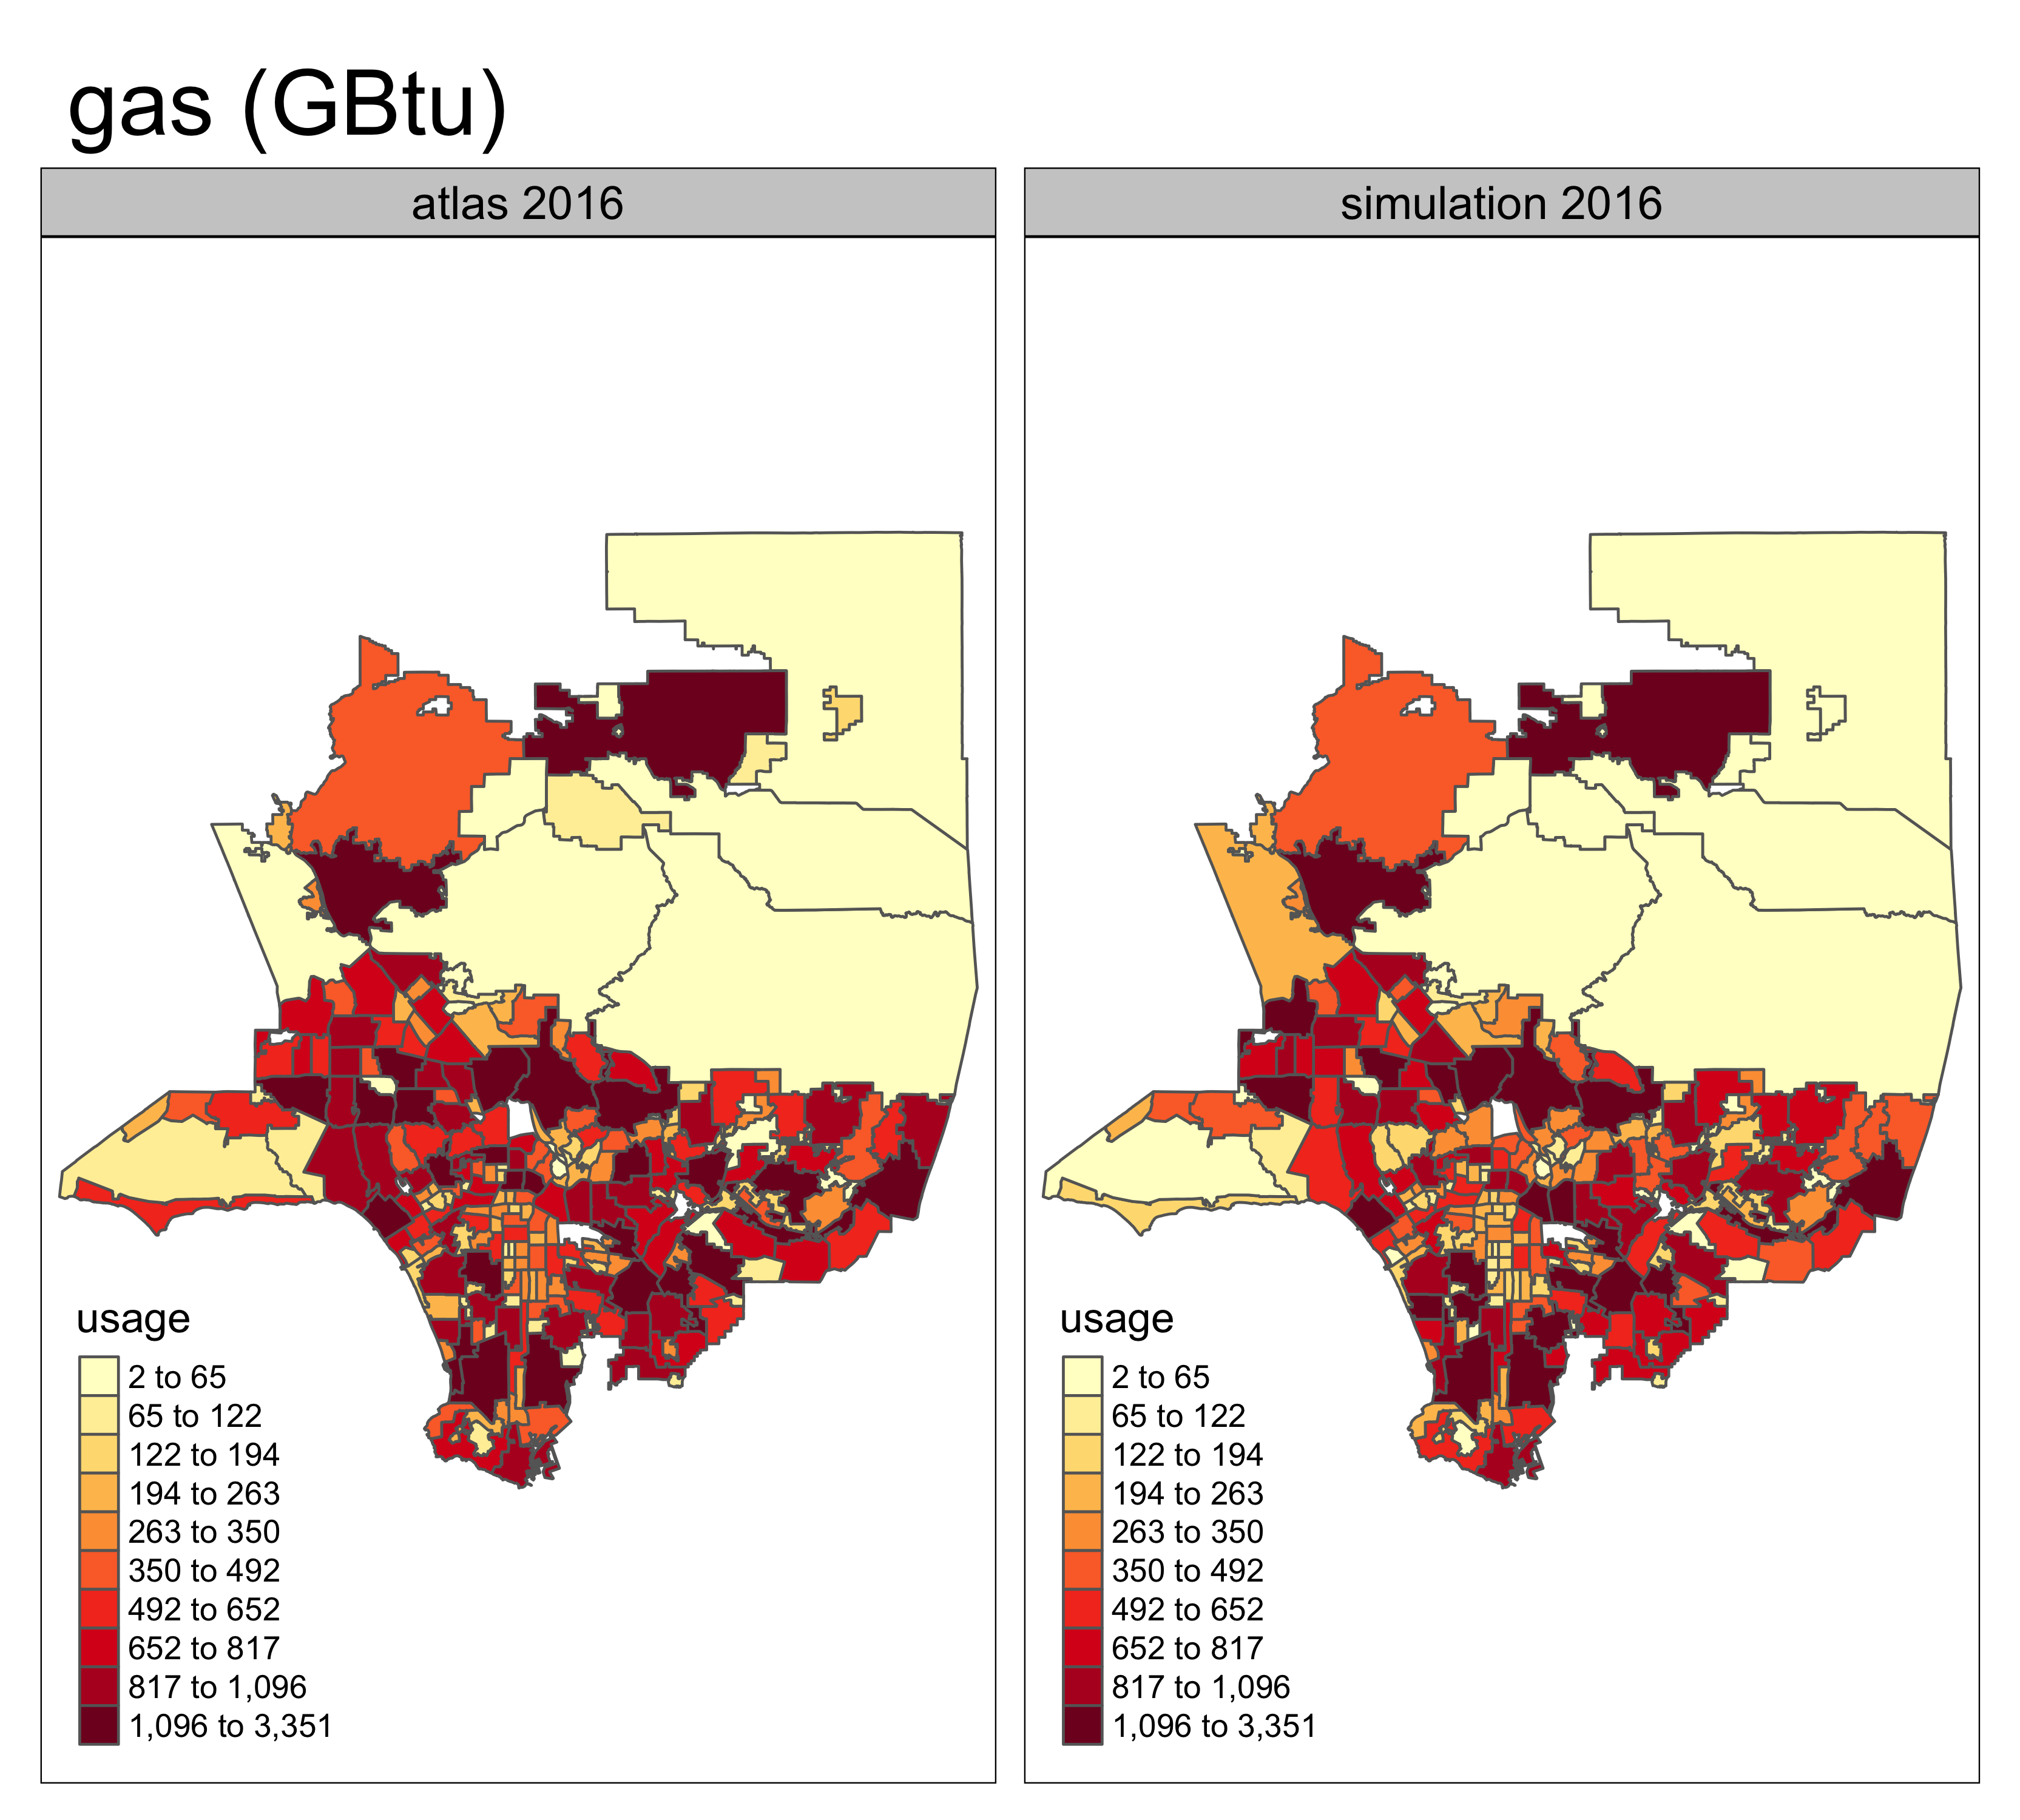 gas (GBtu)
atlas 2016
usage
2 to 65
65 to 122
122 to 194
194 to 263
263 to 350
350 to 492
492 to 652
652 to 817
817 to 1,096
1,096 to 3,351
simulation 2016
usage
2 to 65
65 to 122
122 to 194
194 to 263
263 to 350
350 to 492
492 to 652
652 to 817
817 to 1,096
1,096 to 3,351